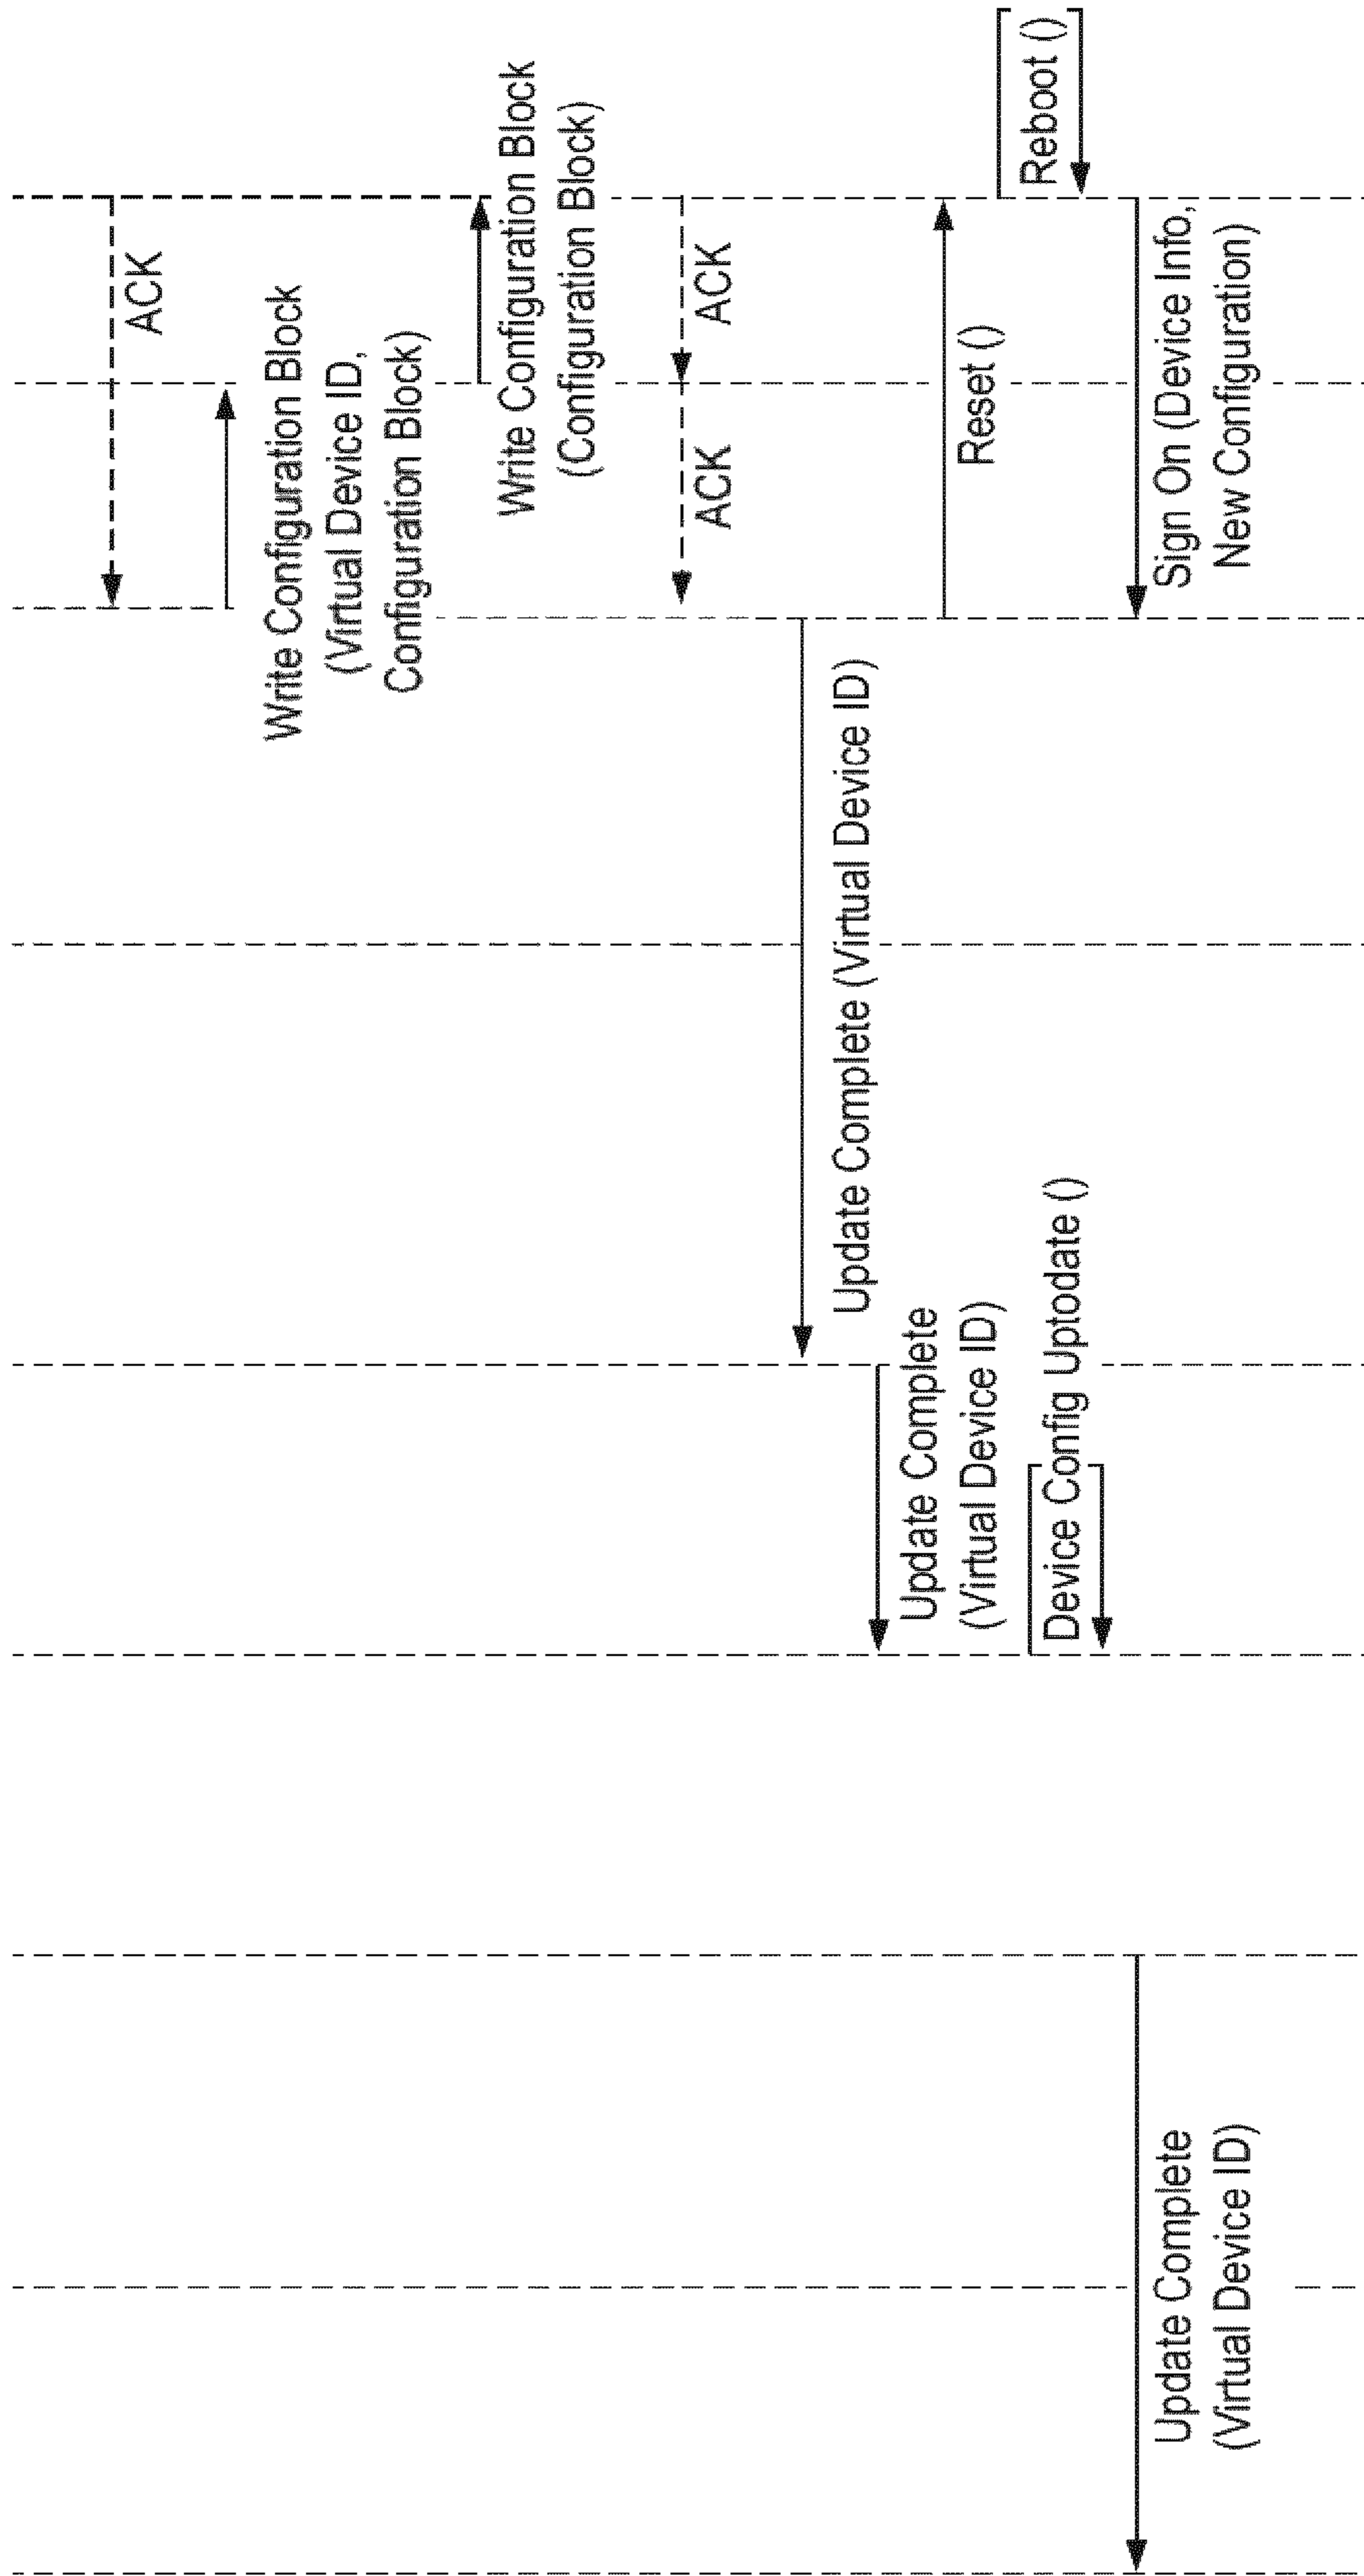 ACK
Write Configuration Block
(Virtual Device ID,
Configuration Block)
Write Configuration Block
(Configuration Block)
ACK
ACK
Update Complete (Virtual Device ID)
Update Complete
(Virtual Device ID)
Reset ()
Reboot ()
Device Config Uptodate ()
Sign On (Device Info,
New Configuration)
Update Complete
(Virtual Device ID)